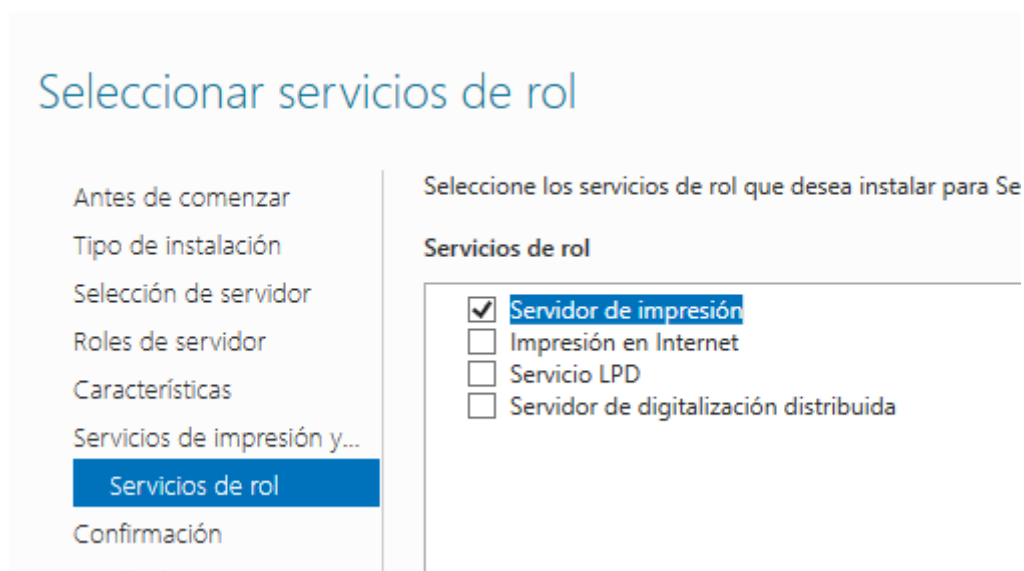 Seleccionar servicios de rol
Antes de comenzar
Tipo de instalación
Selección de servidor
Roles de servidor
Características
Servicios de impresión y...
Servicios de rol
Confirmación
Seleccione los servicios de rol que desea instalar para Se
Servicios de rol
Servidor de impresión
Impresión en Internet
Servicio LPD
Servidor de digitalización distribuida